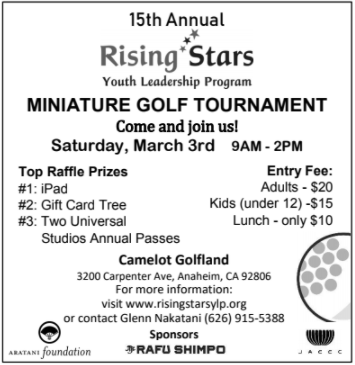 15th Annual
Rising Stars
Youth Leadership Program
MINIATURE GOLF TOURNAMENT
Come and join us!
Saturday, March 3rd 9AM - 2PM
Top Raffle Prizes
#1: iPad
#2: Gift Card Tree
#3: Two Universal
Studios Annual Passes
Entry Fee:
Adults - $20
Kids (under 12) -$15
Lunch - only $10
Camelot Golfland
3200 Carpenter Ave, Anaheim, CA 92806
For more information:
visit www.risingstarsylp.org
or contact Glenn Nakatani (626) 915-5388
Sponsors
ARATANI foundation
RAFU SHIMPO
JACCC